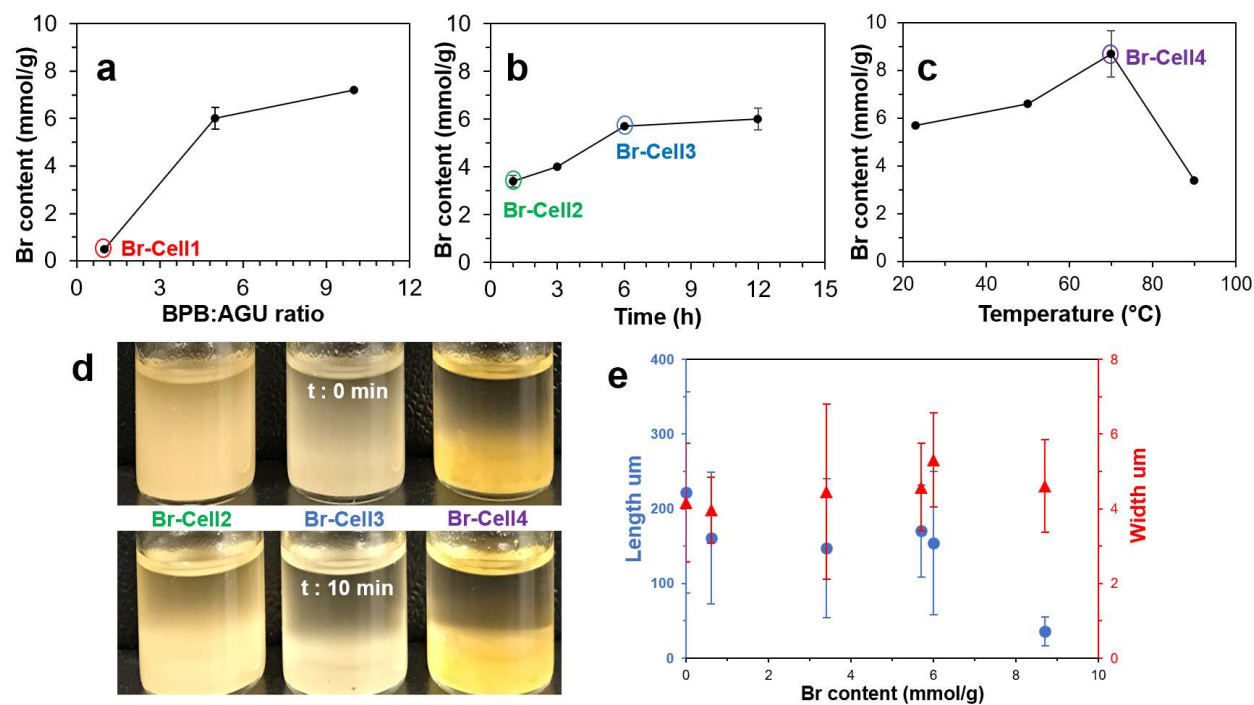 a
10
8
6
4
2
0
Br content (mmol/g)
Br-Cell1
0 3 6 9 12
BPB:AGU ratio
b
10
8
6
4
2
0
Br content (mmol/g)
Br-Cell3
Br-Cell2
0 3 6 9 12 15
Time (h)
c
10
8
6
4
2
0
Br content (mmol/g)
Br-Cell4
20 40 60 80 100
Temperature (°C)
d
t : 0 min
Br-Cell2 Br-Cell3 Br-Cell4
t : 10 min
e
400
300
200
100
0
Length um
8
6
4
2
0
Width um
0 2 4 6 8 10
Br content (mmol/g)